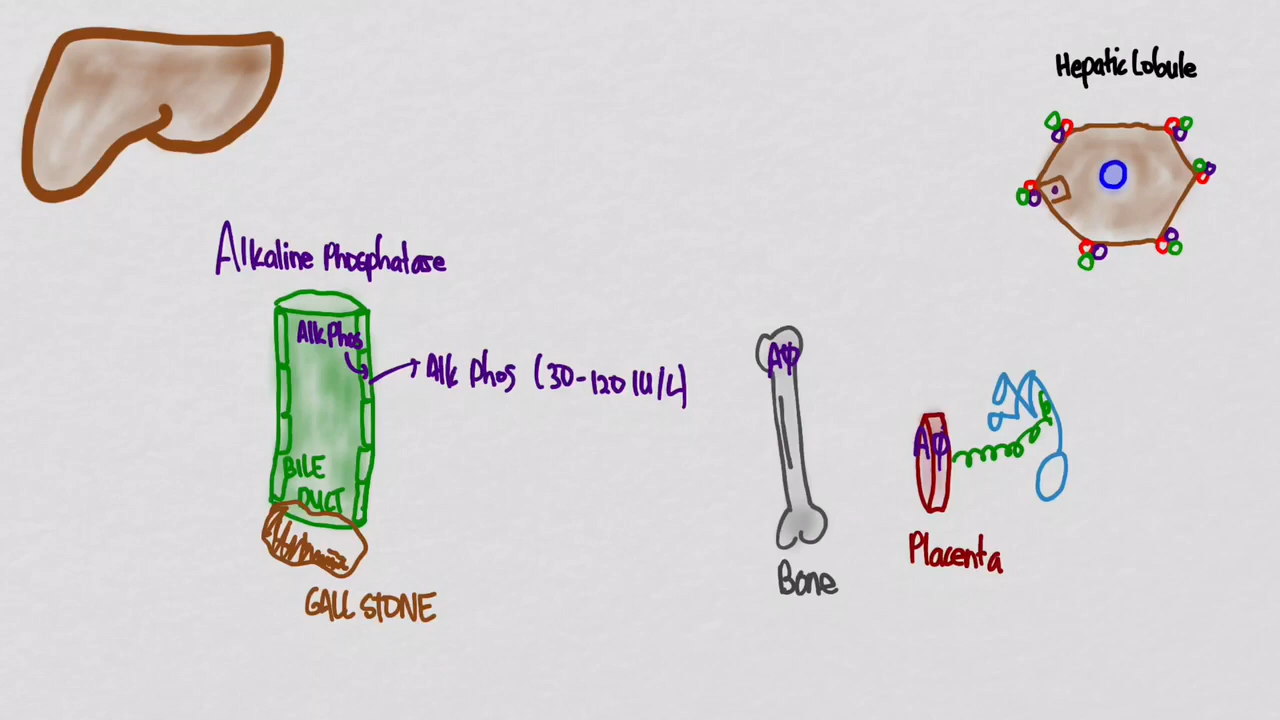 Hepatic Lobule
Alkaline Phosphatase
Alk Phos
Alk Phos (30-120 IU/L)
BILE
DUCT
GALL STONE
AΦ
Bone
AΦ
Placenta